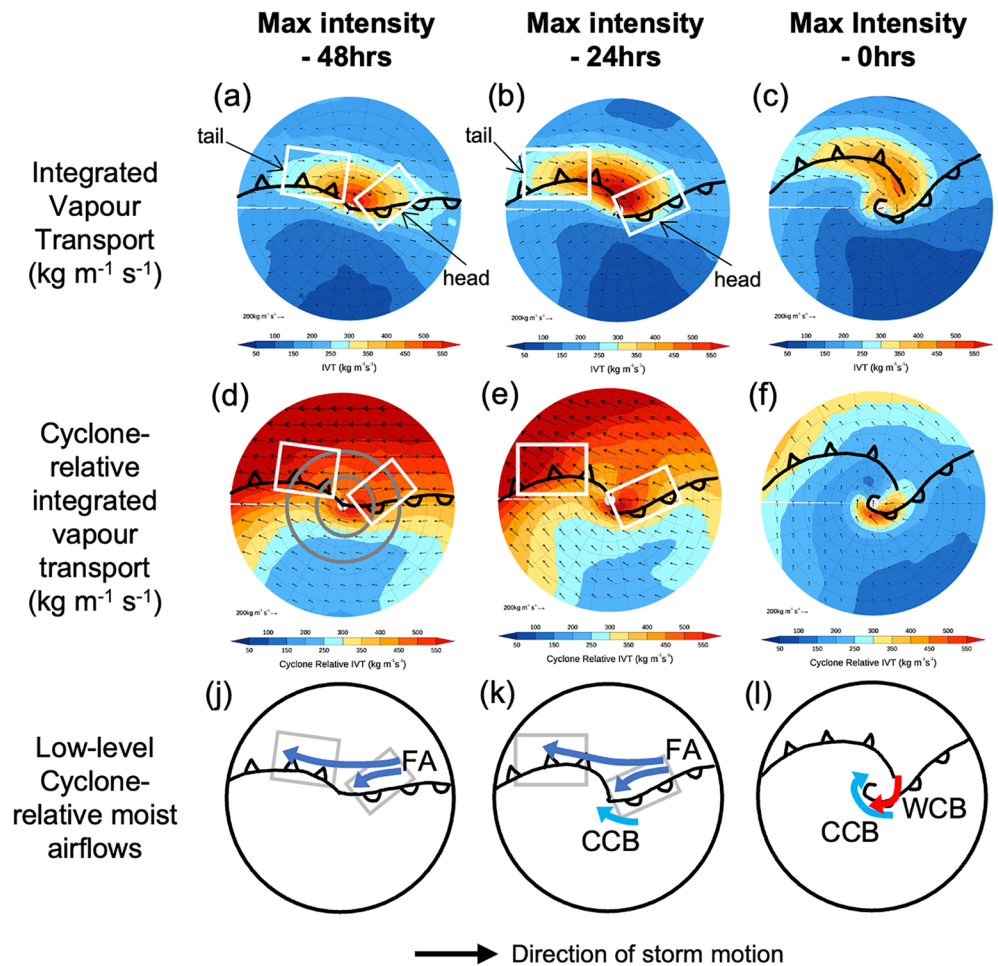 Max intensity
- 48hrs
Max intensity
- 24hrs
Max Intensity
- 0hrs
Integrated
Vapour
Transport
(kg m⁻¹ s⁻¹)
(a)
tail
head
200kg m⁻¹ s⁻¹→
100 200 300 400 500
50 150 250 350 450 550
IVT (kg m⁻¹s⁻¹)
(b)
tail
head
200kg m⁻¹ s⁻¹→
100 200 300 400 500
50 150 250 350 450 550
IVT (kg m⁻¹s⁻¹)
(c)
200kg m⁻¹ s⁻¹→
100 200 300 400 500
50 150 250 350 450 550
IVT (kg m⁻¹s⁻¹)
Cyclone-
relative
integrated
vapour
transport
(kg m⁻¹ s⁻¹)
(d)
200kg m⁻¹ s⁻¹→
100 200 300 400 500
50 150 250 350 450 550
Cyclone Relative IVT (kg m⁻¹s⁻¹)
(e)
200kg m⁻¹ s⁻¹→
100 200 300 400 500
50 150 250 350 450 550
Cyclone Relative IVT (kg m⁻¹s⁻¹)
(f)
200kg m⁻¹ s⁻¹→
100 200 300 400 500
50 150 250 350 450 550
Cyclone Relative IVT (kg m⁻¹s⁻¹)
Low-level
Cyclone-
relative moist
airflows
(j)
FA
(k)
FA
CCB
(l)
WCB
CCB
Direction of storm motion